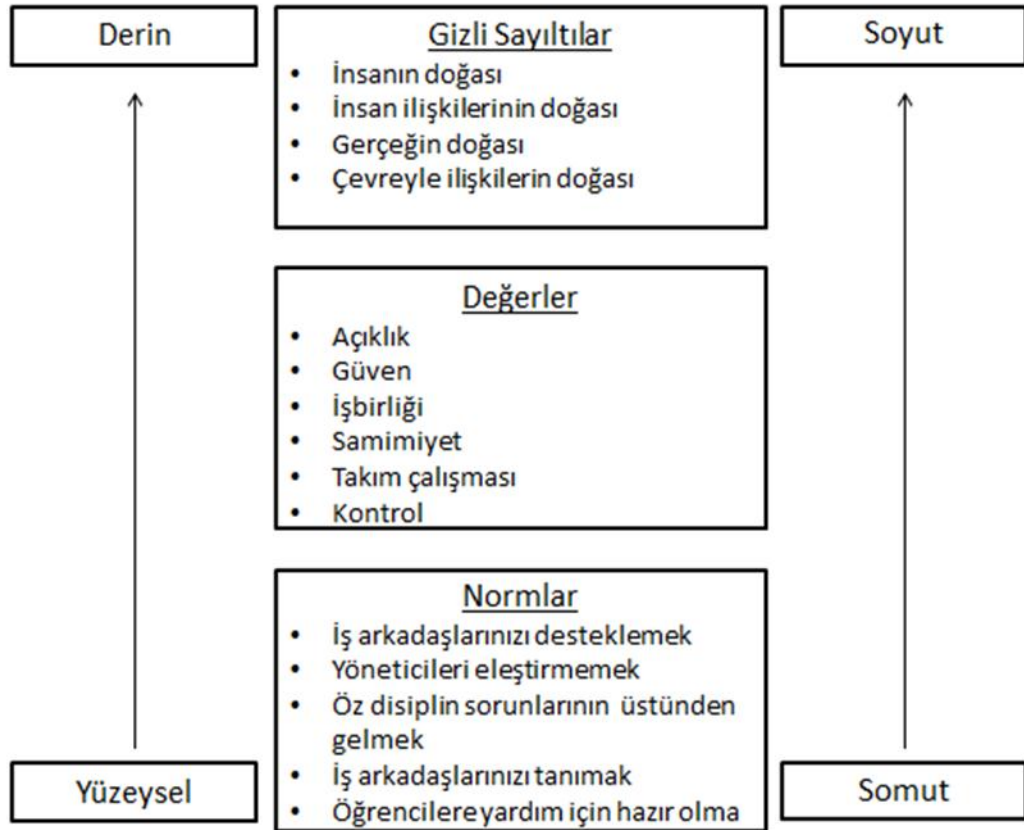 Derin
Gizli Sayıltılar
Soyut
• İnsanın doğası
• İnsan ilişkilerinin doğası
• Gerçeğin doğası
• Çevreyle ilişkilerin doğası
Değerler
• Açıklık
• Güven
• İşbirliği
• Samimiyet
• Takım çalışması
• Kontrol
Normlar
• İş arkadaşlarınızı desteklemek
• Yöneticileri eleştirmemek
• Öz disiplin sorunlarının üstünden
gelmek
• İş arkadaşlarınızı tanımak
• Öğrencilere yardım için hazır olma
Yüzeysel
Somut